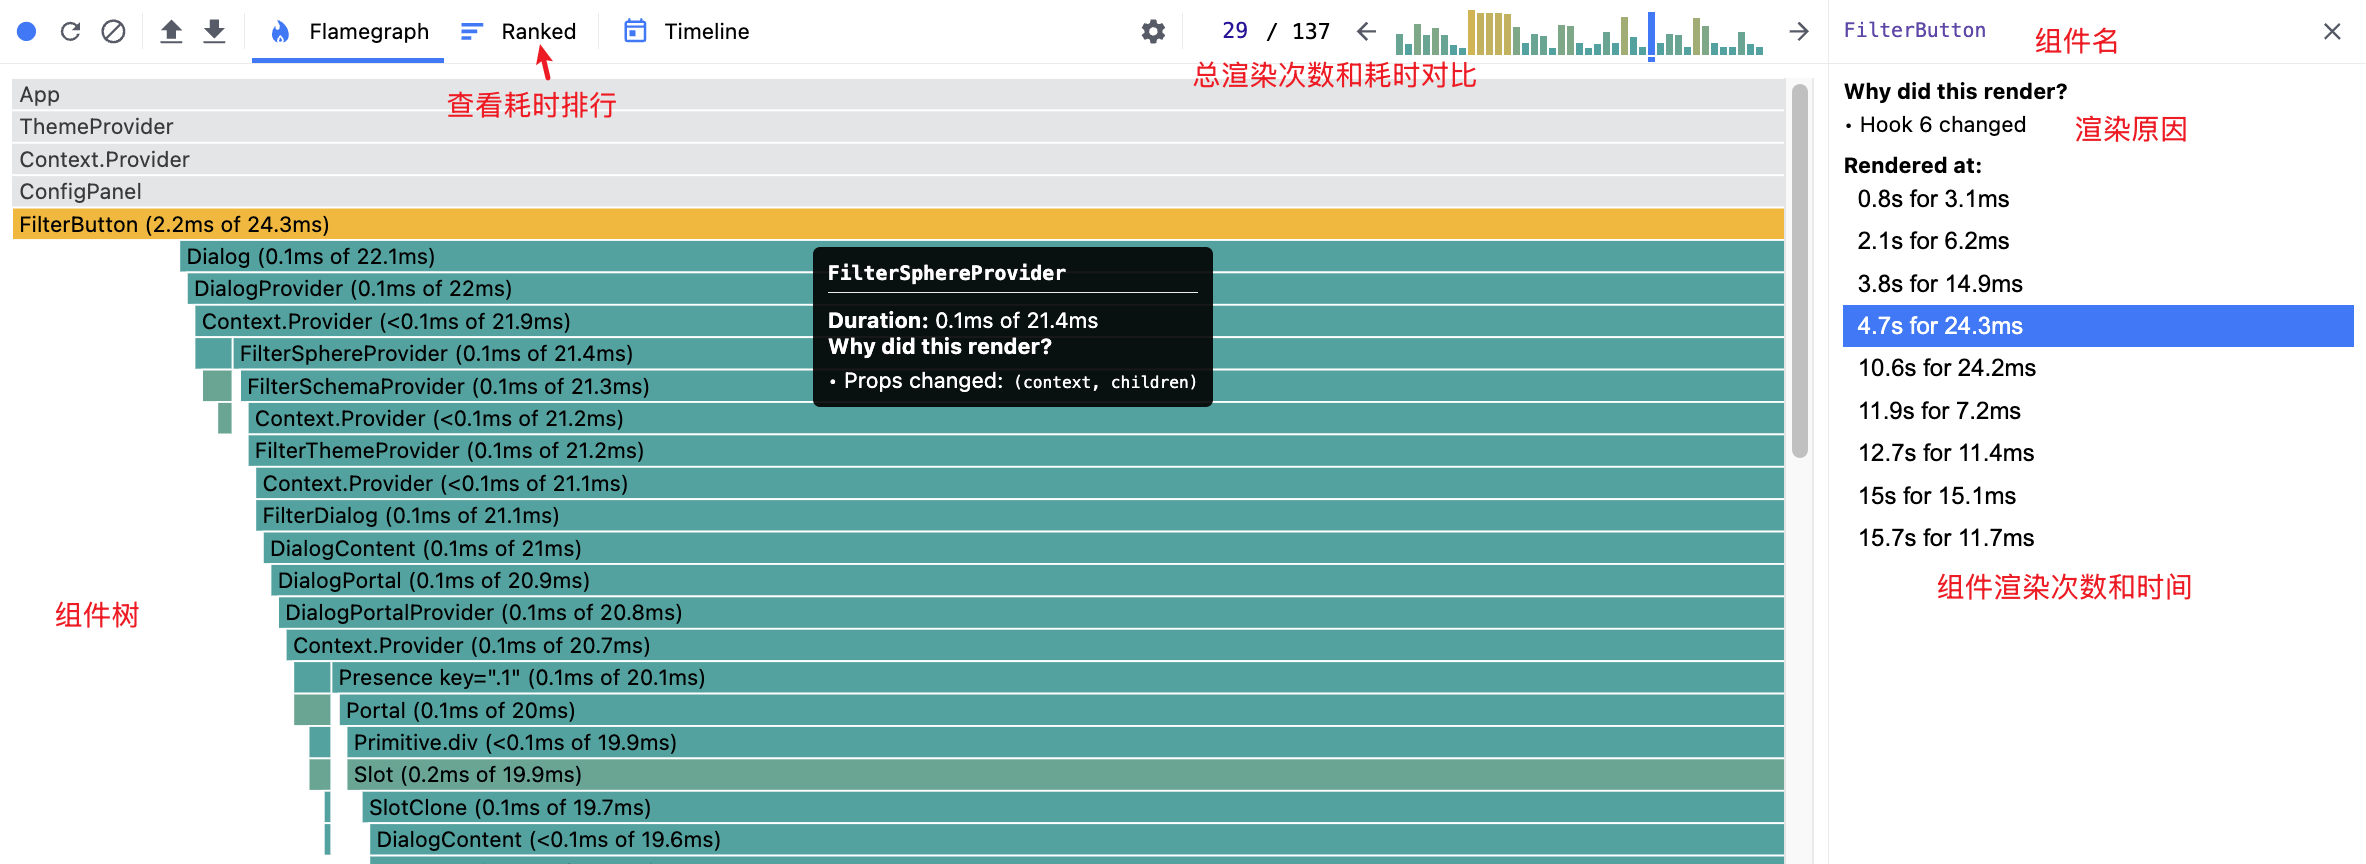 Flamegraph
Ranked
Timeline
29 / 137
FilterButton
组件名
总渲染次数和耗时对比
查看耗时排行
App
ThemeProvider
Context.Provider
ConfigPanel
FilterButton (2.2ms of 24.3ms)
Dialog (0.1ms of 22.1ms)
DialogProvider (0.1ms of 22ms)
Context.Provider (<0.1ms of 21.9ms)
FilterSphereProvider (0.1ms of 21.4ms)
FilterSchemaProvider (0.1ms of 21.3ms)
Context.Provider (<0.1ms of 21.2ms)
FilterThemeProvider (0.1ms of 21.2ms)
Context.Provider (<0.1ms of 21.1ms)
FilterDialog (0.1ms of 21.1ms)
DialogContent (0.1ms of 21ms)
DialogPortal (0.1ms of 20.9ms)
DialogPortalProvider (0.1ms of 20.8ms)
Context.Provider (0.1ms of 20.7ms)
Presence key=".1" (0.1ms of 20.1ms)
Portal (0.1ms of 20ms)
Primitive.div (<0.1ms of 19.9ms)
Slot (0.2ms of 19.9ms)
SlotClone (0.1ms of 19.7ms)
DialogContent (<0.1ms of 19.6ms)
组件树
FilterSphereProvider
Duration: 0.1ms of 21.4ms
Why did this render?
• Props changed: (context, children)
Why did this render?
• Hook 6 changed
渲染原因
Rendered at:
0.8s for 3.1ms
2.1s for 6.2ms
3.8s for 14.9ms
4.7s for 24.3ms
10.6s for 24.2ms
11.9s for 7.2ms
12.7s for 11.4ms
15s for 15.1ms
15.7s for 11.7ms
组件渲染次数和时间